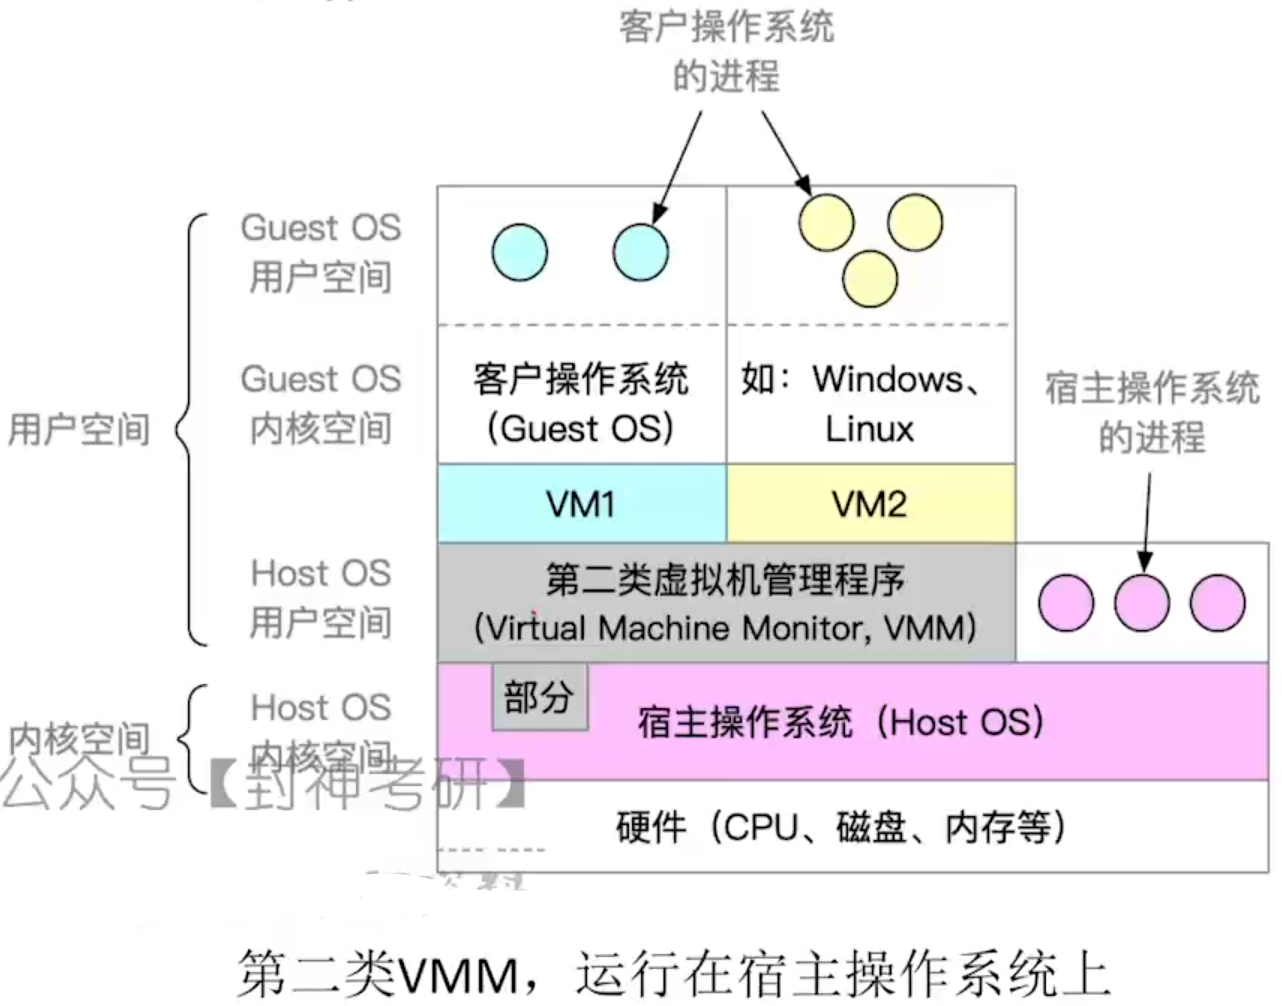 客户操作系统
的进程
Guest OS
用户空间
Guest OS
内核空间
客户操作系统
(Guest OS)
如：Windows、
Linux
宿主操作系统
的进程
用户空间
VM1
VM2
Host OS
用户空间
第二类虚拟机管理程序
(Virtual Machine Monitor, VMM)
Host OS
内核空间
内核空间
部分
宿主操作系统（Host OS）
公众号【封神考研】
硬件（CPU、磁盘、内存等）
第二类VMM，运行在宿主操作系统上